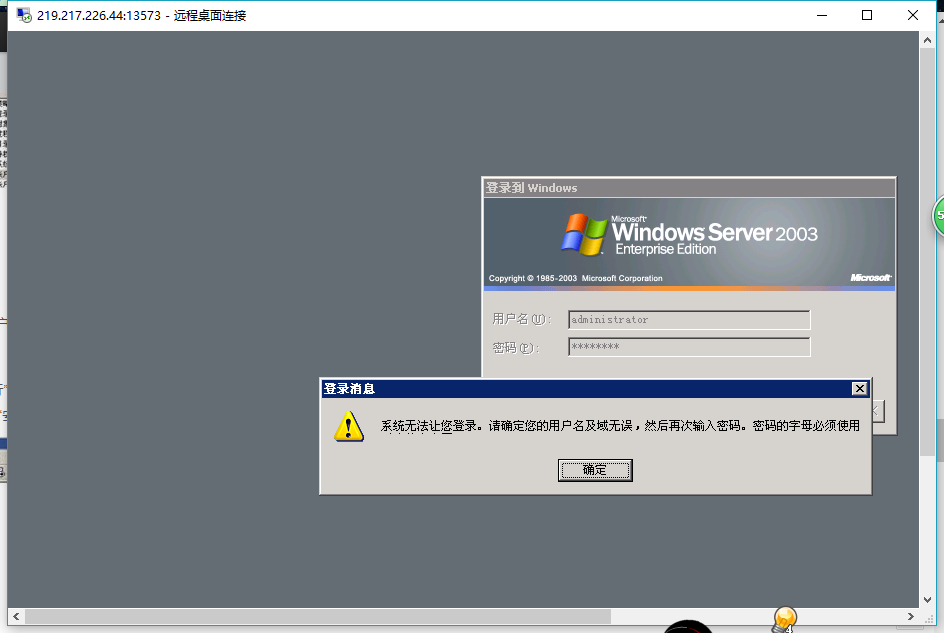 219.217.226.44:13573 - 远程桌面连接
登录到 Windows
Microsoft
Windows Server 2003
Enterprise Edition
Copyright © 1985-2003 Microsoft Corporation
Microsoft
用户名(U):
administrator
密码(P):
********
登录消息
系统无法让您登录。请确定您的用户名及域无误，然后再次输入密码。密码的字母必须使用
确定